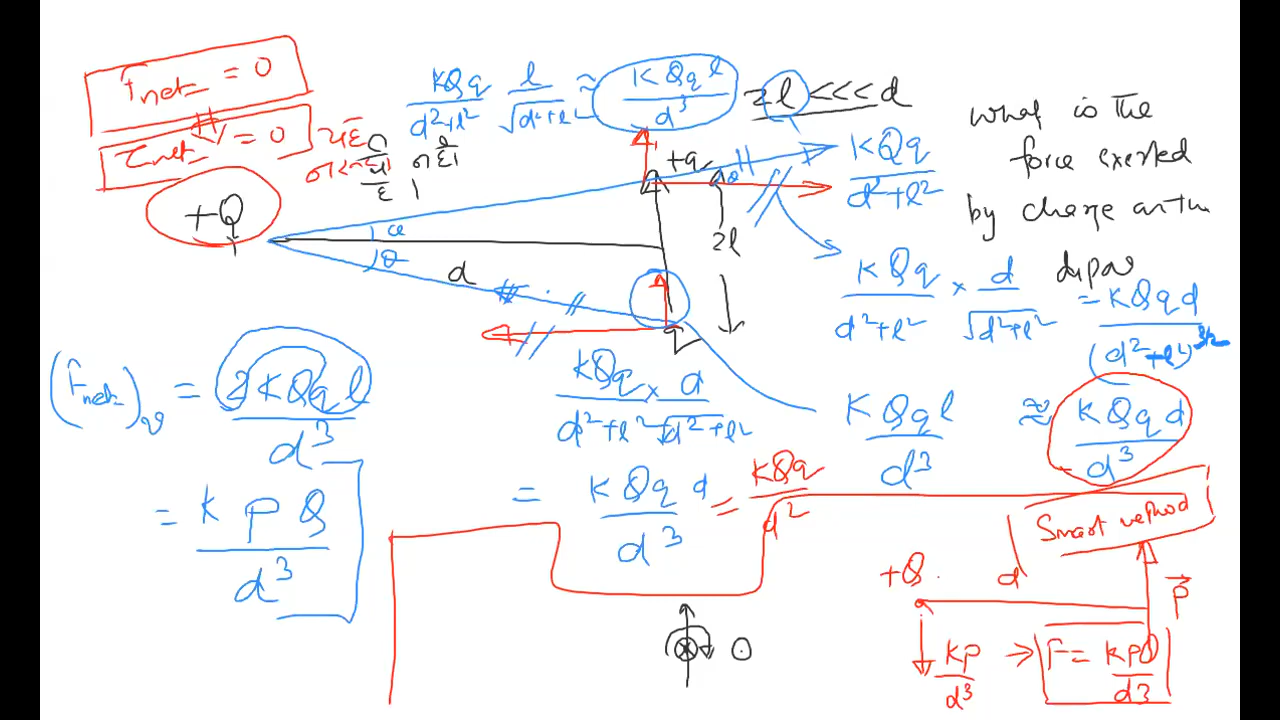 Fnet = 0
τnet = 0
+Q
KQq/(d²+l²) l/√(d²+l²) ≈ KQql/d³
2l <<< d
what is the
force exerted
by charge on the
+q
θ
2l
KQq/(d²+l²)
θ
d
q
KQq/(d²+l²) × d/√(d²+l²) = KQqd/(d²+l²)^3/2
≈ KQqd/d³
KQq/(d²+l²) × d/√(d²+l²)
= KQqd/d³ = KQq/d²
KQql/d³
(Fnet) = 2KQql/d³
= KPQ/d³
Smart method
+Q
d
P⃗
KP/d³ ⇒ F = KPQ/d³